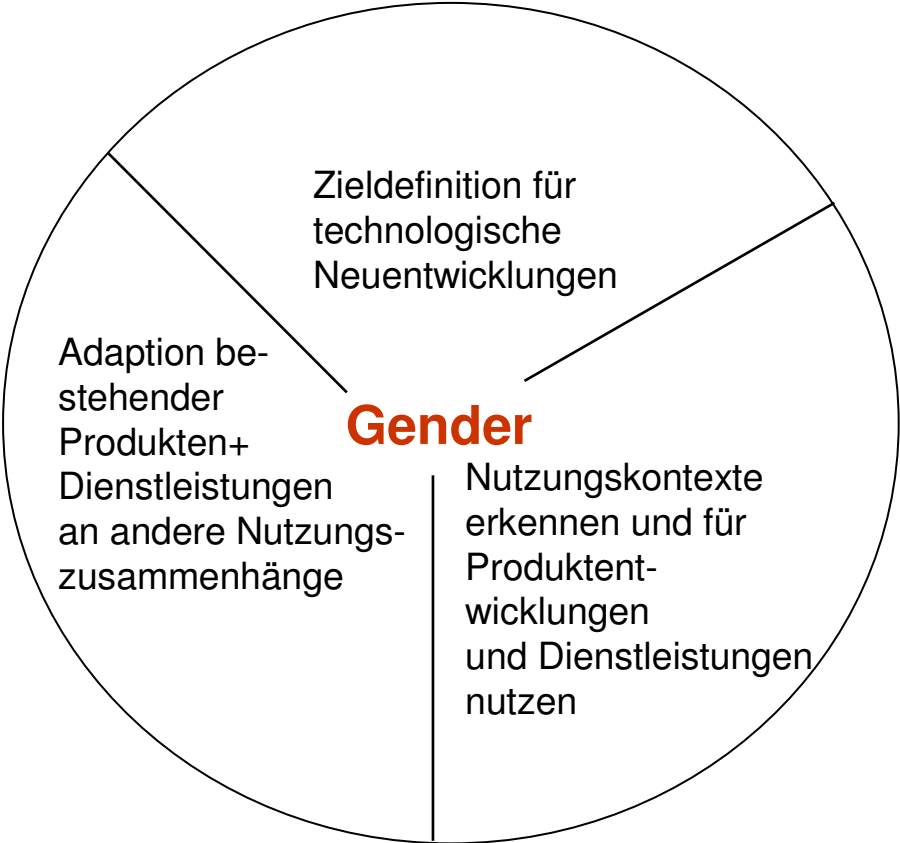 Zieldefinition für
technologische
Neuentwicklungen
Adaption be-
stehender
Produkten+
Dienstleistungen
an andere Nutzungs-
zusammenhänge
Gender
Nutzungskontexte
erkennen und für
Produktent-
wicklungen
und Dienstleistungen
nutzen